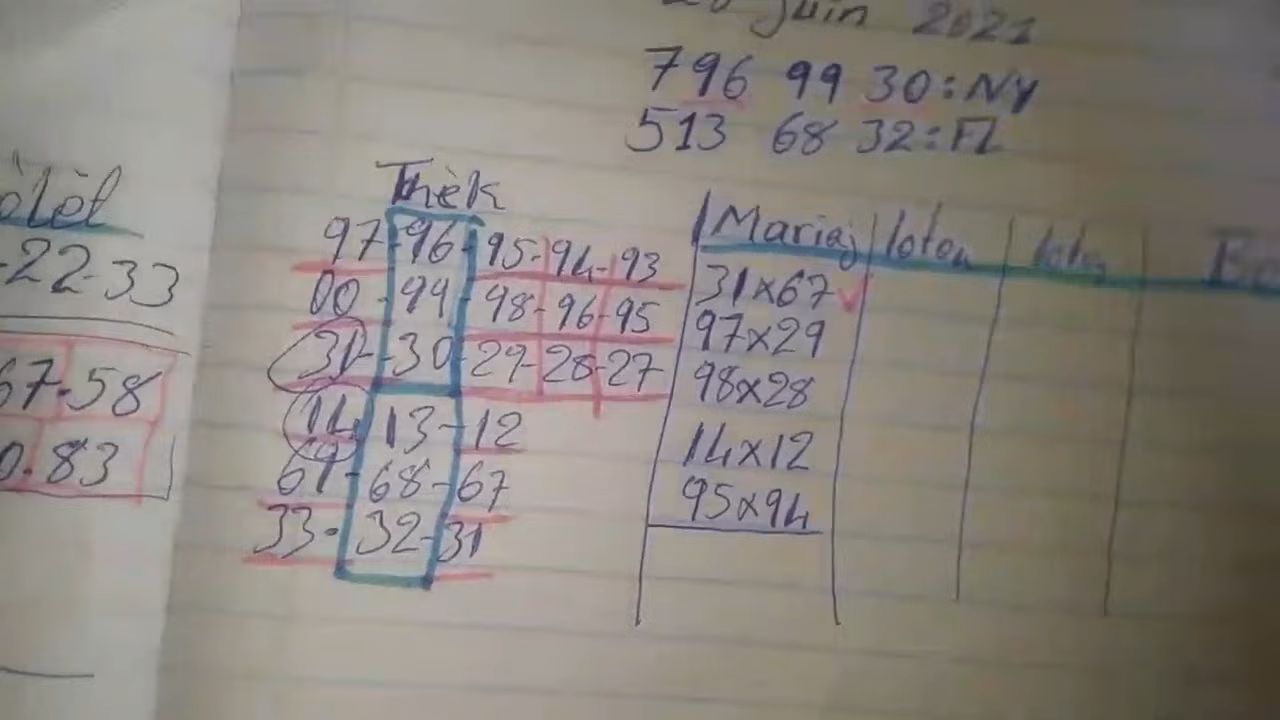 Juin 2021
796 99 30:NY
513 68 32:FL
Thèk
97-96-95-94-93
00-99-98-96-95
31-30-29-28-27
14 13-12
69-68-67
33-32-31
Mariaj loton
31x67✓
97x29
98x28
14x12
95x94
-22-33
67-58
0-83